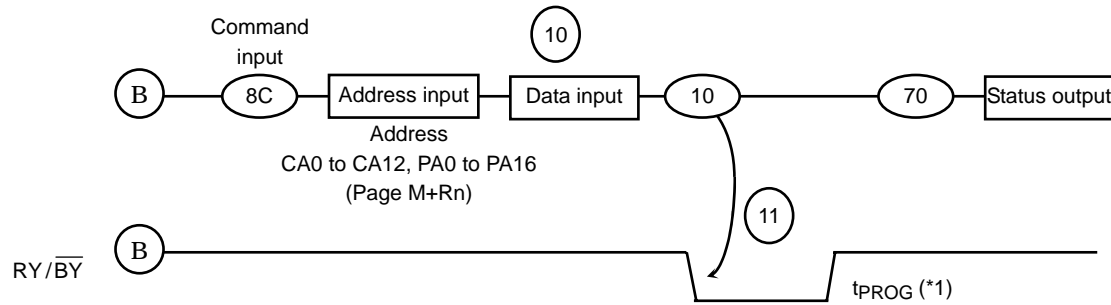 10
Command
input
B 8C Address input Data input 10 70 Status output
Address
CA0 to CA12, PA0 to PA16
(Page M+Rn)
11
B
RY/BY
tPROG (*1)